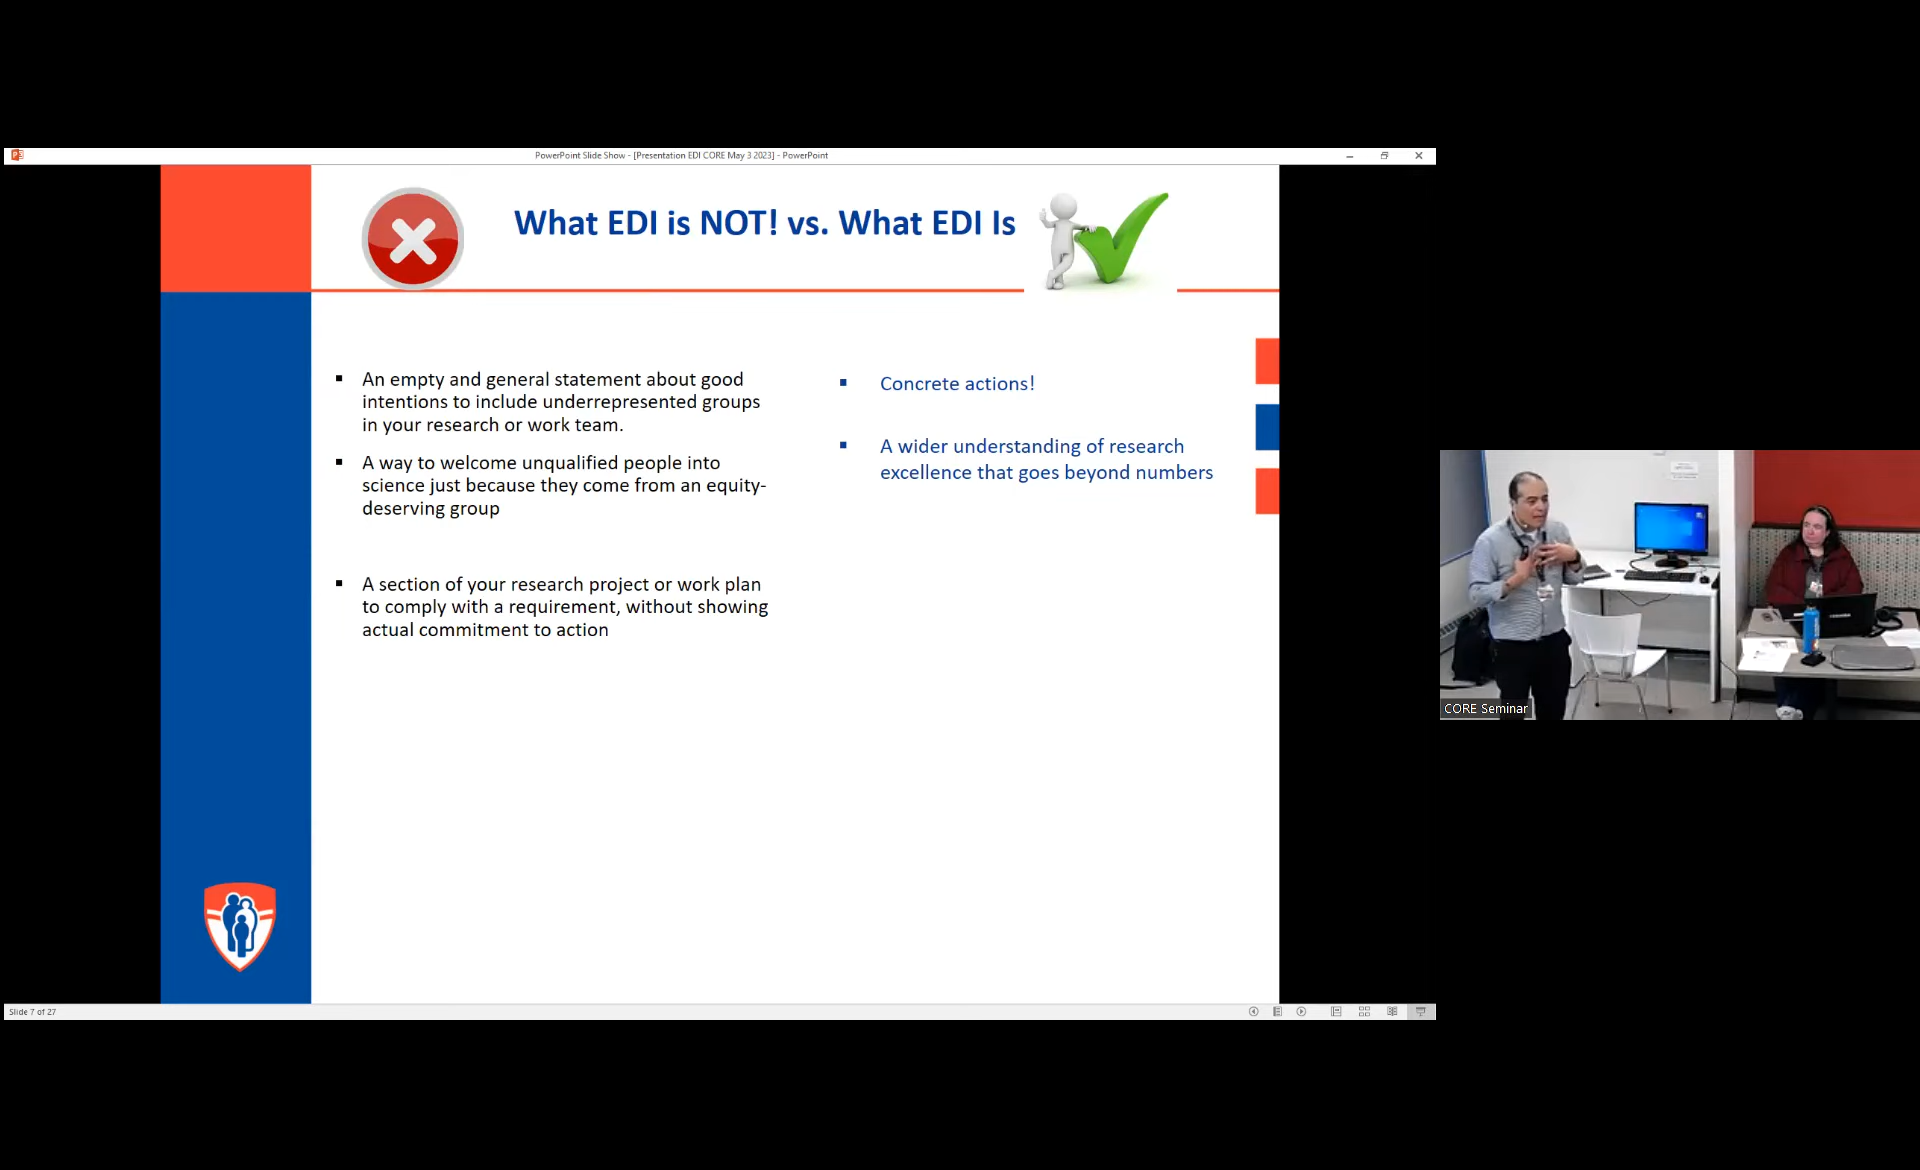 PowerPoint Slide Show - [Presentation EDI CORE May 3 2023] - PowerPoint
What EDI is NOT! vs. What EDI Is
▪ An empty and general statement about good
intentions to include underrepresented groups
in your research or work team.
▪ A way to welcome unqualified people into
science just because they come from an equity-
deserving group
▪ A section of your research project or work plan
to comply with a requirement, without showing
actual commitment to action
▪ Concrete actions!
▪ A wider understanding of research
excellence that goes beyond numbers
TOSHIBA
CORE Seminar
Slide 7 of 27